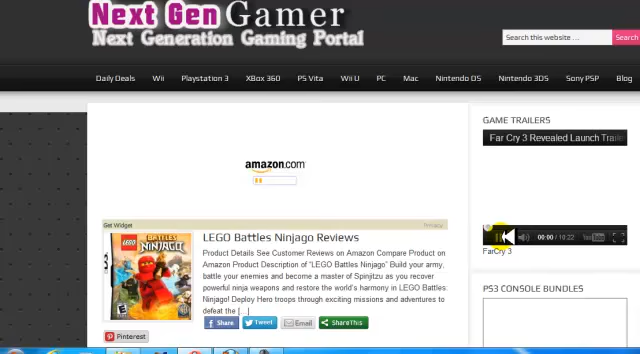 Next Gen Gamer
Next Generation Gaming Portal
Search this website ...
Search
Daily Deals Wii Playstation 3 XBox 360 PS Vita Wii U PC Mac Nintendo DS Nintendo 3DS Sony PSP Blog
amazon.com
Get Widget
Privacy
LEGO BATTLES
NINJAGO
LEGO Battles Ninjago Reviews
Product Details See Customer Reviews on Amazon Compare Product on
Amazon Product Description of “LEGO Battles Ninjago” Build your army,
battle your enemies and become a master of Spinjitzu as you recover
powerful ninja weapons and restore the world’s harmony in LEGO Battles:
Ninjago! Deploy Hero troops through exciting missions and adventures to
defeat the [...]
Share
Tweet
Email
ShareThis
Pinterest
GAME TRAILERS
Far Cry 3 Revealed Launch Traile
00:00 / 10:22
FarCry 3
PS3 CONSOLE BUNDLES